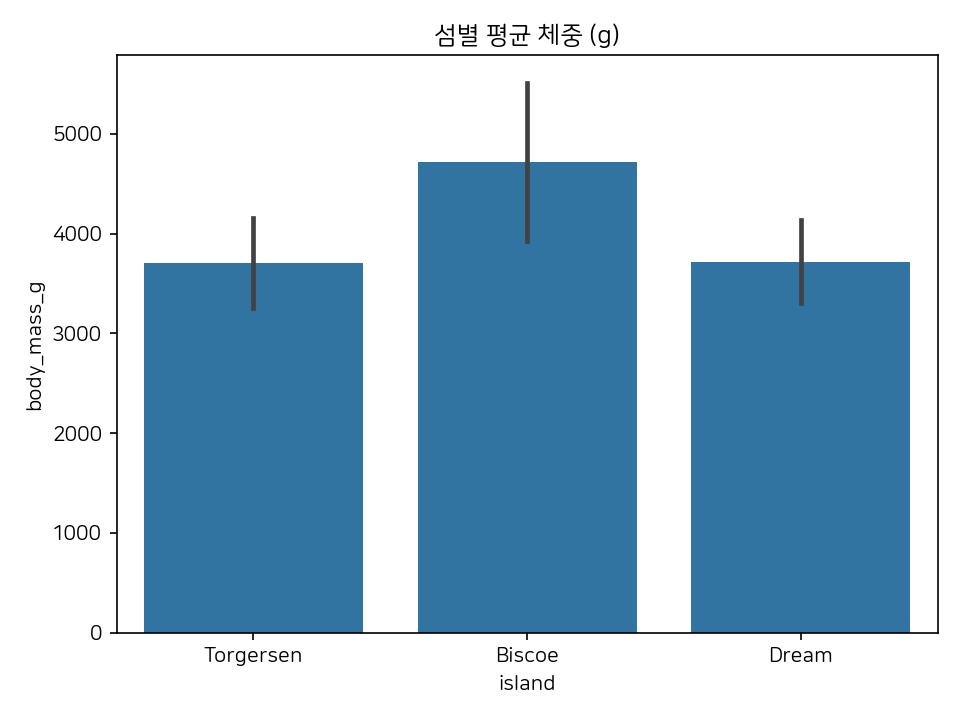 섬별 평균 체중 (g)
body_mass_g
5000
4000
3000
2000
1000
0
Torgersen Biscoe Dream
island